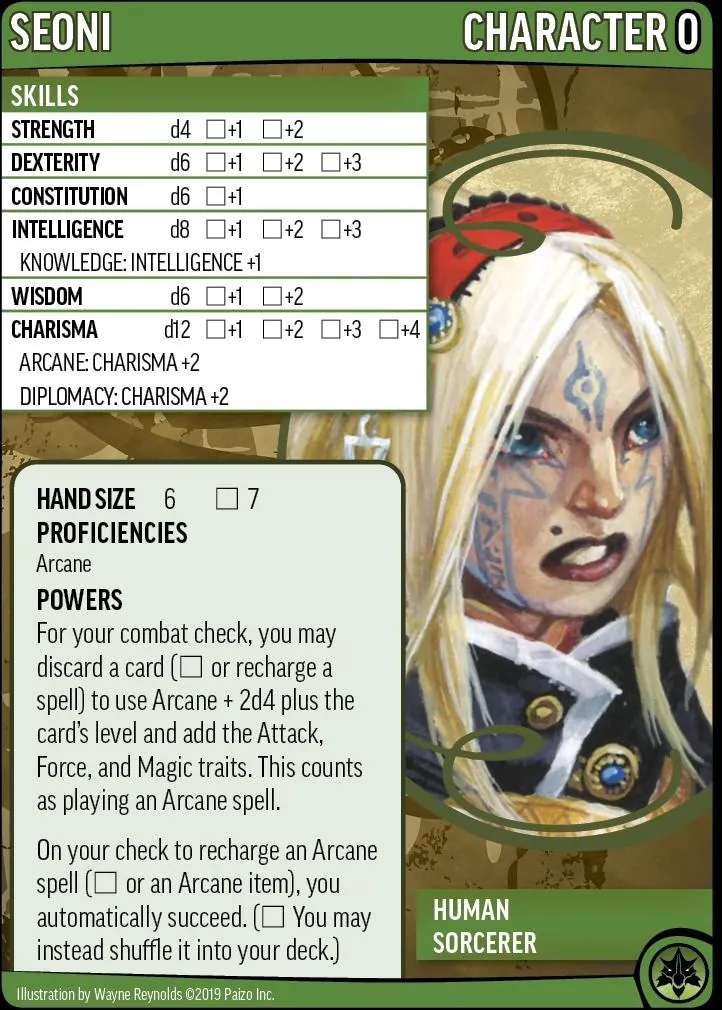 SEONI
CHARACTER 0
SKILLS
STRENGTH d4 □+1 □+2
DEXTERITY d6 □+1 □+2 □+3
CONSTITUTION d6 □+1
INTELLIGENCE d8 □+1 □+2 □+3
KNOWLEDGE: INTELLIGENCE +1
WISDOM d6 □+1 □+2
CHARISMA d12 □+1 □+2 □+3 □+4
ARCANE: CHARISMA +2
DIPLOMACY: CHARISMA +2
HAND SIZE 6 □ 7
PROFICIENCIES
Arcane
POWERS
For your combat check, you may
discard a card (□ or recharge a
spell) to use Arcane + 2d4 plus the
card's level and add the Attack,
Force, and Magic traits. This counts
as playing an Arcane spell.
On your check to recharge an Arcane
spell (□ or an Arcane item), you
automatically succeed. (□ You may
instead shuffle it into your deck.)
HUMAN
SORCERER
Illustration by Wayne Reynolds ©2019 Paizo Inc.